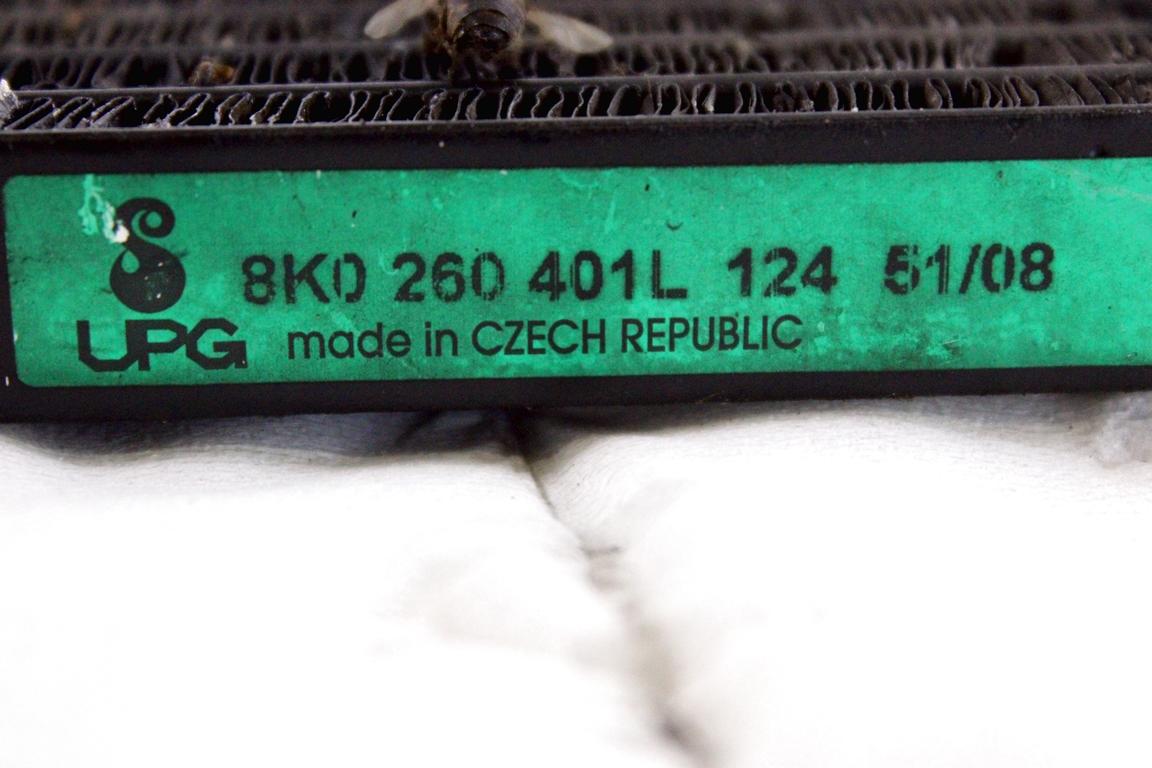 8K0 260 401L 124 51/08
UPG made in CZECH REPUBLIC